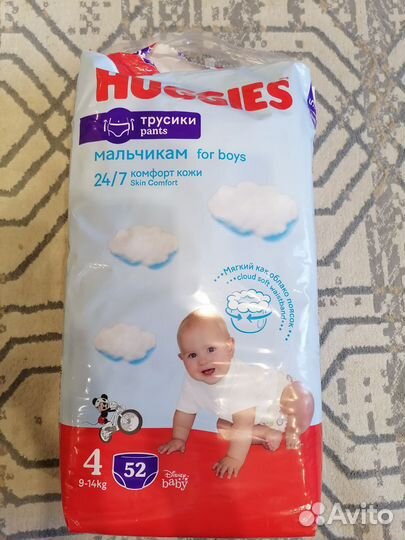 HUGGIES
трусики
pants
мальчикам for boys
24/7 комфорт кожи
Skin Comfort
Мягкий как облако поясок
cloud soft waistband
4
9-14kg
52
Disney
baby
Avito